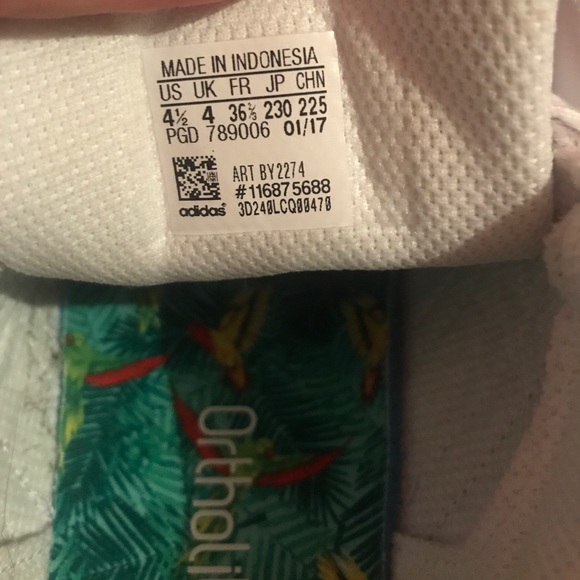 MADE IN INDONESIA
US UK FR JP CHN
4½ 4 36⅔ 230 225
PGD 789006 01/17
ART BY2274
#116875688
adidas 3D240LCQ00470
OrthoLi